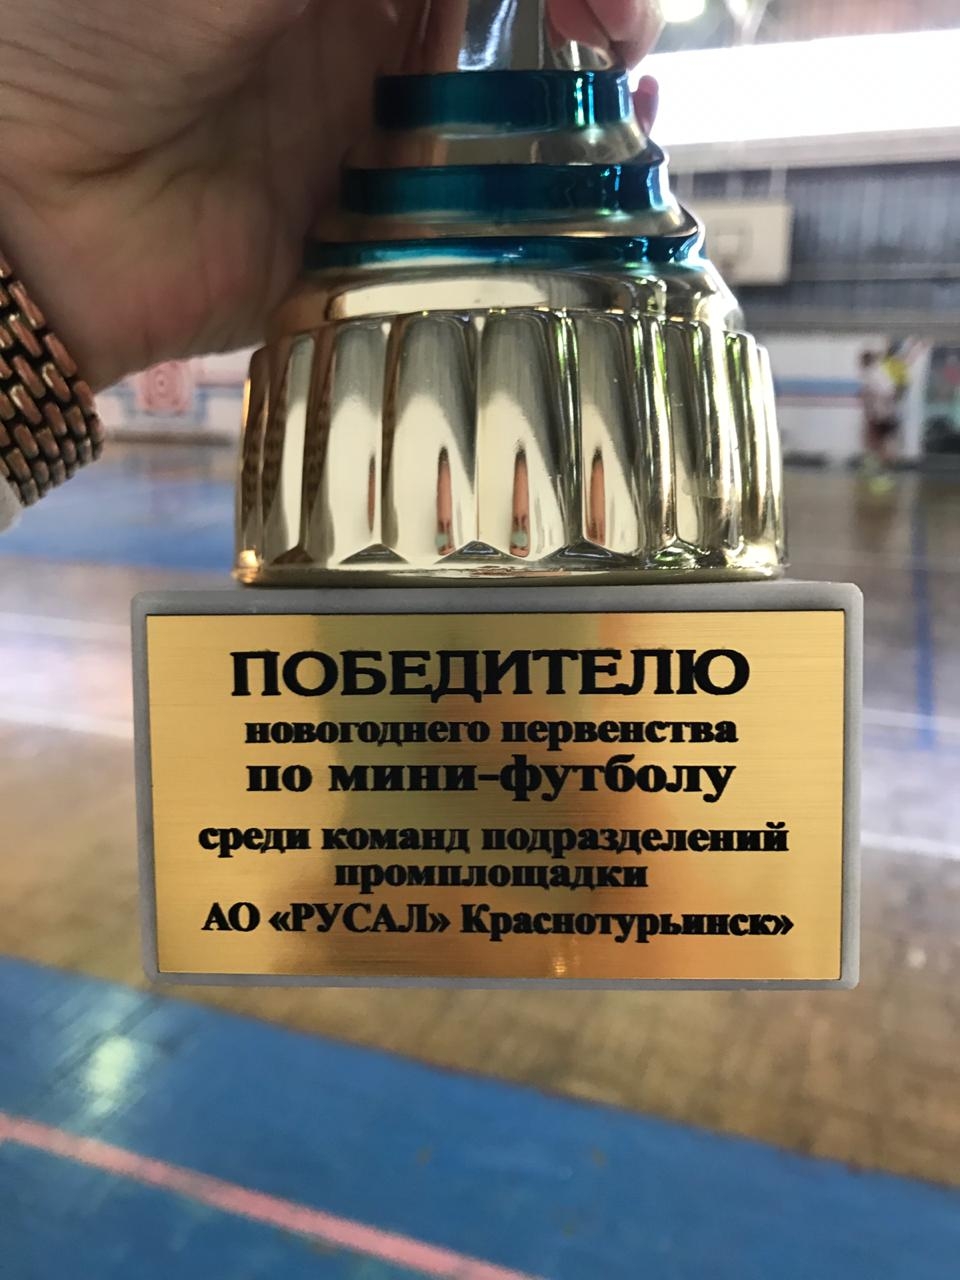 ПОБЕДИТЕЛЮ
новогоднего первенства
по мини-футболу
среди команд подразделений
промплощадки
АО «РУСАЛ» Краснотурьинск»